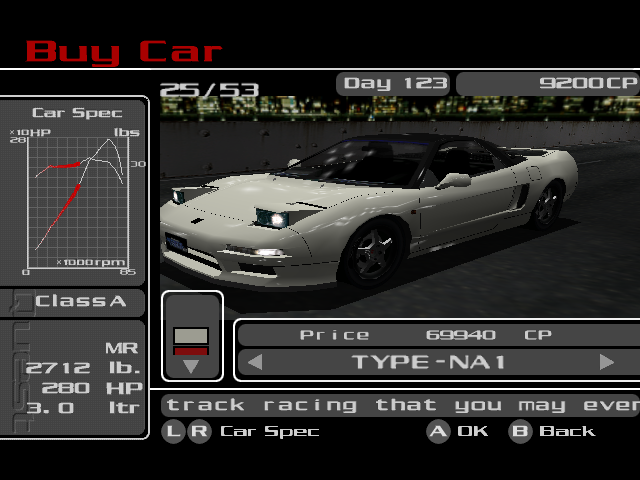 Buy Car
25/53
Day 123
9200CP
Car Spec
×10HP
lbs
28
30
×1000rpm
0
85
ClassA
MR
2712 lb.
280 HP
3.0 ltr
Price 69940 CP
TYPE-NA1
track racing that you may ever
L R Car Spec
A OK B Back